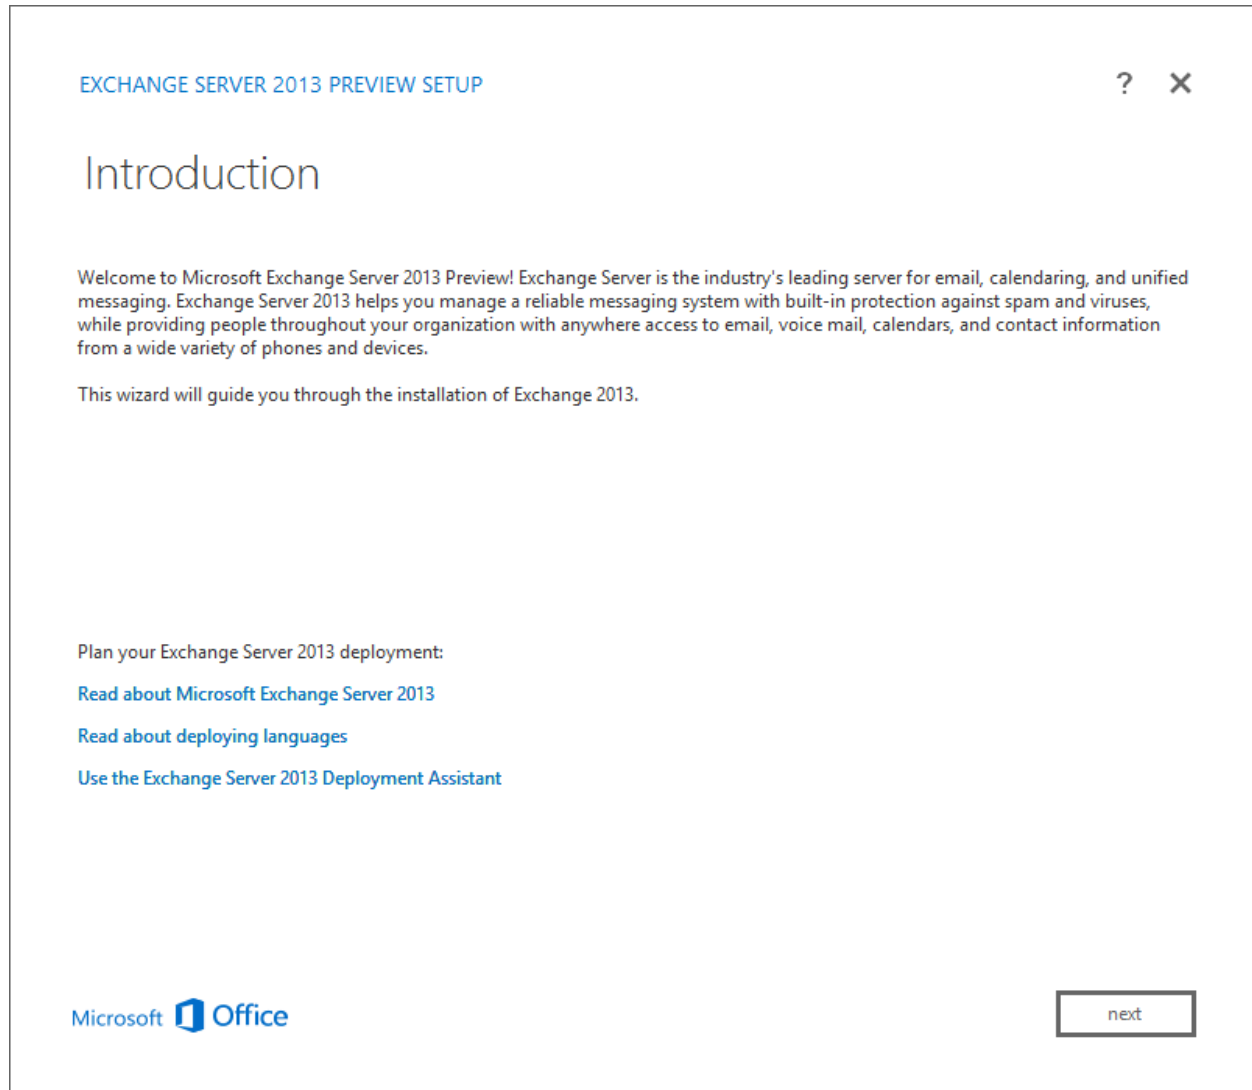 EXCHANGE SERVER 2013 PREVIEW SETUP
?
Introduction
Welcome to Microsoft Exchange Server 2013 Preview! Exchange Server is the industry's leading server for email, calendaring, and unified
messaging. Exchange Server 2013 helps you manage a reliable messaging system with built-in protection against spam and viruses,
while providing people throughout your organization with anywhere access to email, voice mail, calendars, and contact information
from a wide variety of phones and devices.
This wizard will guide you through the installation of Exchange 2013.
Plan your Exchange Server 2013 deployment:
Read about Microsoft Exchange Server 2013
Read about deploying languages
Use the Exchange Server 2013 Deployment Assistant
Microsoft Office
next